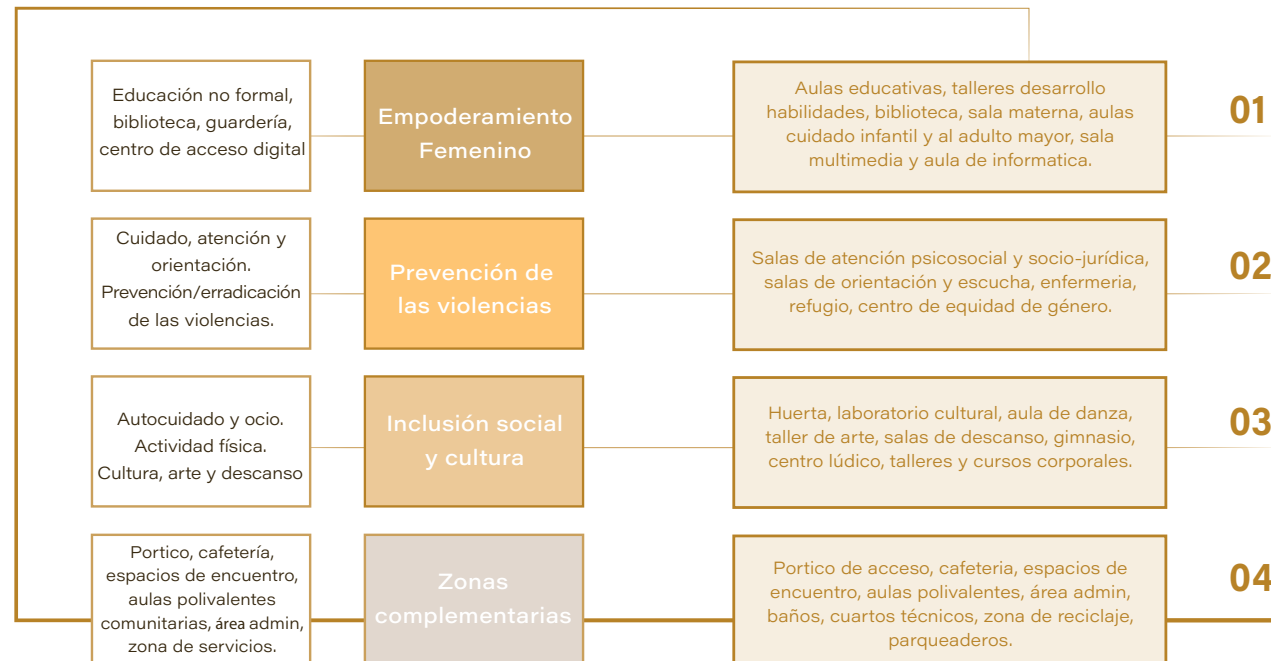 Educación no formal,
biblioteca, guardería,
centro de acceso digital
Empoderamiento
Femenino
Aulas educativas, talleres desarrollo
habilidades, biblioteca, sala materna, aulas
cuidado infantil y al adulto mayor, sala
multimedia y aula de informatica.
01
Cuidado, atención y
orientación.
Prevención/erradicación
de las violencias.
Prevención de
las violencias
Salas de atención psicosocial y socio-jurídica,
salas de orientación y escucha, enfermeria,
refugio, centro de equidad de género.
02
Autocuidado y ocio.
Actividad física.
Cultura, arte y descanso
Inclusión social
y cultura
Huerta, laboratorio cultural, aula de danza,
taller de arte, salas de descanso, gimnasio,
centro lúdico, talleres y cursos corporales.
03
Portico, cafetería,
espacios de encuentro,
aulas polivalentes
comunitarias, área admin,
zona de servicios.
Zonas
complementarias
Portico de acceso, cafeteria, espacios de
encuentro, aulas polivalentes, área admin,
baños, cuartos técnicos, zona de reciclaje,
parqueaderos.
04